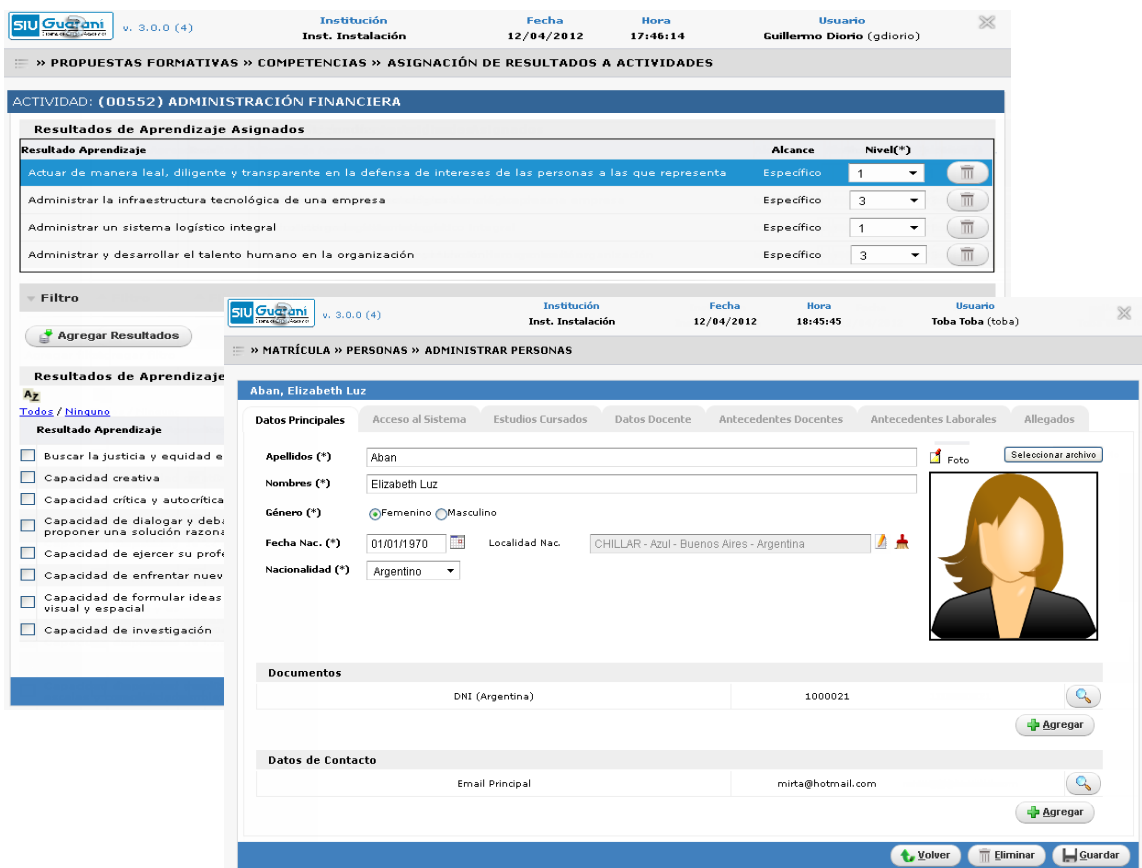 SIU Guaraní
v. 3.0.0 (4)
Institución
Inst. Instalación
Fecha
12/04/2012
Hora
17:46:14
Usuario
Guillermo Diorio (gdiorio)
» PROPUESTAS FORMATIVAS » COMPETENCIAS » ASIGNACIÓN DE RESULTADOS A ACTIVIDADES
ACTIVIDAD: (00552) ADMINISTRACIÓN FINANCIERA
Resultados de Aprendizaje Asignados
Resultado Aprendizaje Alcance Nivel(*)
Actuar de manera leal, diligente y transparente en la defensa de intereses de las personas a las que representa Específico 1
Administrar la infraestructura tecnológica de una empresa Específico 3
Administrar un sistema logístico integral Específico 1
Administrar y desarrollar el talento humano en la organización Específico 3
Filtro
Agregar Resultados
Resultados de Aprendizaje
AZ
Todos / Ninguno
Resultado Aprendizaje
Buscar la justicia y equidad e
Capacidad creativa
Capacidad crítica y autocrítica
Capacidad de dialogar y deba
proponer una solución razona
Capacidad de ejercer su profe
Capacidad de enfrentar nuev
Capacidad de formular ideas
visual y espacial
Capacidad de investigación
SIU Guaraní
v. 3.0.0 (4)
Institución
Inst. Instalación
Fecha
12/04/2012
Hora
18:45:45
Usuario
Toba Toba (toba)
» MATRÍCULA » PERSONAS » ADMINISTRAR PERSONAS
Aban, Elizabeth Luz
Datos Principales Acceso al Sistema Estudios Cursados Datos Docente Antecedentes Docentes Antecedentes Laborales Allegados
Apellidos (*) Aban
Foto Seleccionar archivo
Nombres (*) Elizabeth Luz
Género (*) Femenino Masculino
Fecha Nac. (*) 01/01/1970 Localidad Nac. CHILLAR - Azul - Buenos Aires - Argentina
Nacionalidad (*) Argentino
Documentos
DNI (Argentina) 1000021
Agregar
Datos de Contacto
Email Principal mirta@hotmail.com
Agregar
Volver Eliminar Guardar